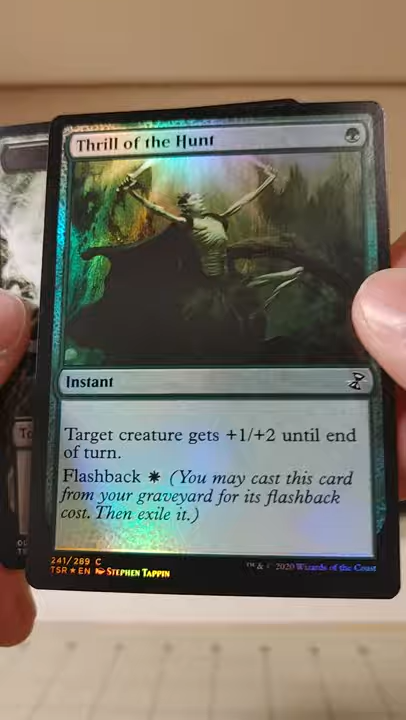 Thrill of the Hunt
Instant
Target creature gets +1/+2 until end
of turn.
Flashback (You may cast this card
from your graveyard for its flashback
cost. Then exile it.)
241/289 C
TSR ★ EN STEPHEN TAPPIN
™ & © 2020 Wizards of the Coast